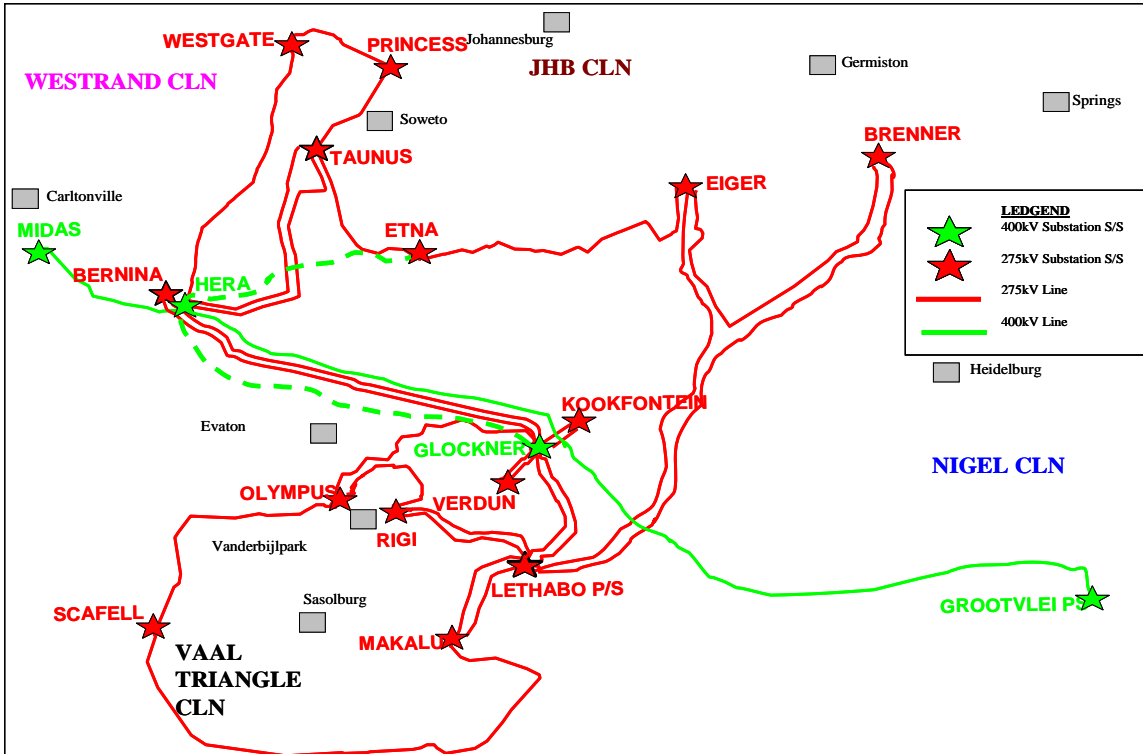 WESTGATE
PRINCESS
Johannesburg
WESTRAND CLN
JHB CLN
Germiston
Springs
Soweto
TAUNUS
BRENNER
EIGER
Carltonville
MIDAS
ETNA
BERNINA
HERA
LEDGEND
400kV Substation S/S
275kV Substation S/S
275kV Line
400kV Line
Heidelburg
KOOKFONTEIN
Evaton
GLOCKNER
NIGEL CLN
OLYMPUS
VERDUN
RIGI
Vanderbijlpark
LETHABO P/S
GROOTVLEI PS
SCAFELL
Sasolburg
MAKALU
VAAL
TRIANGLE
CLN